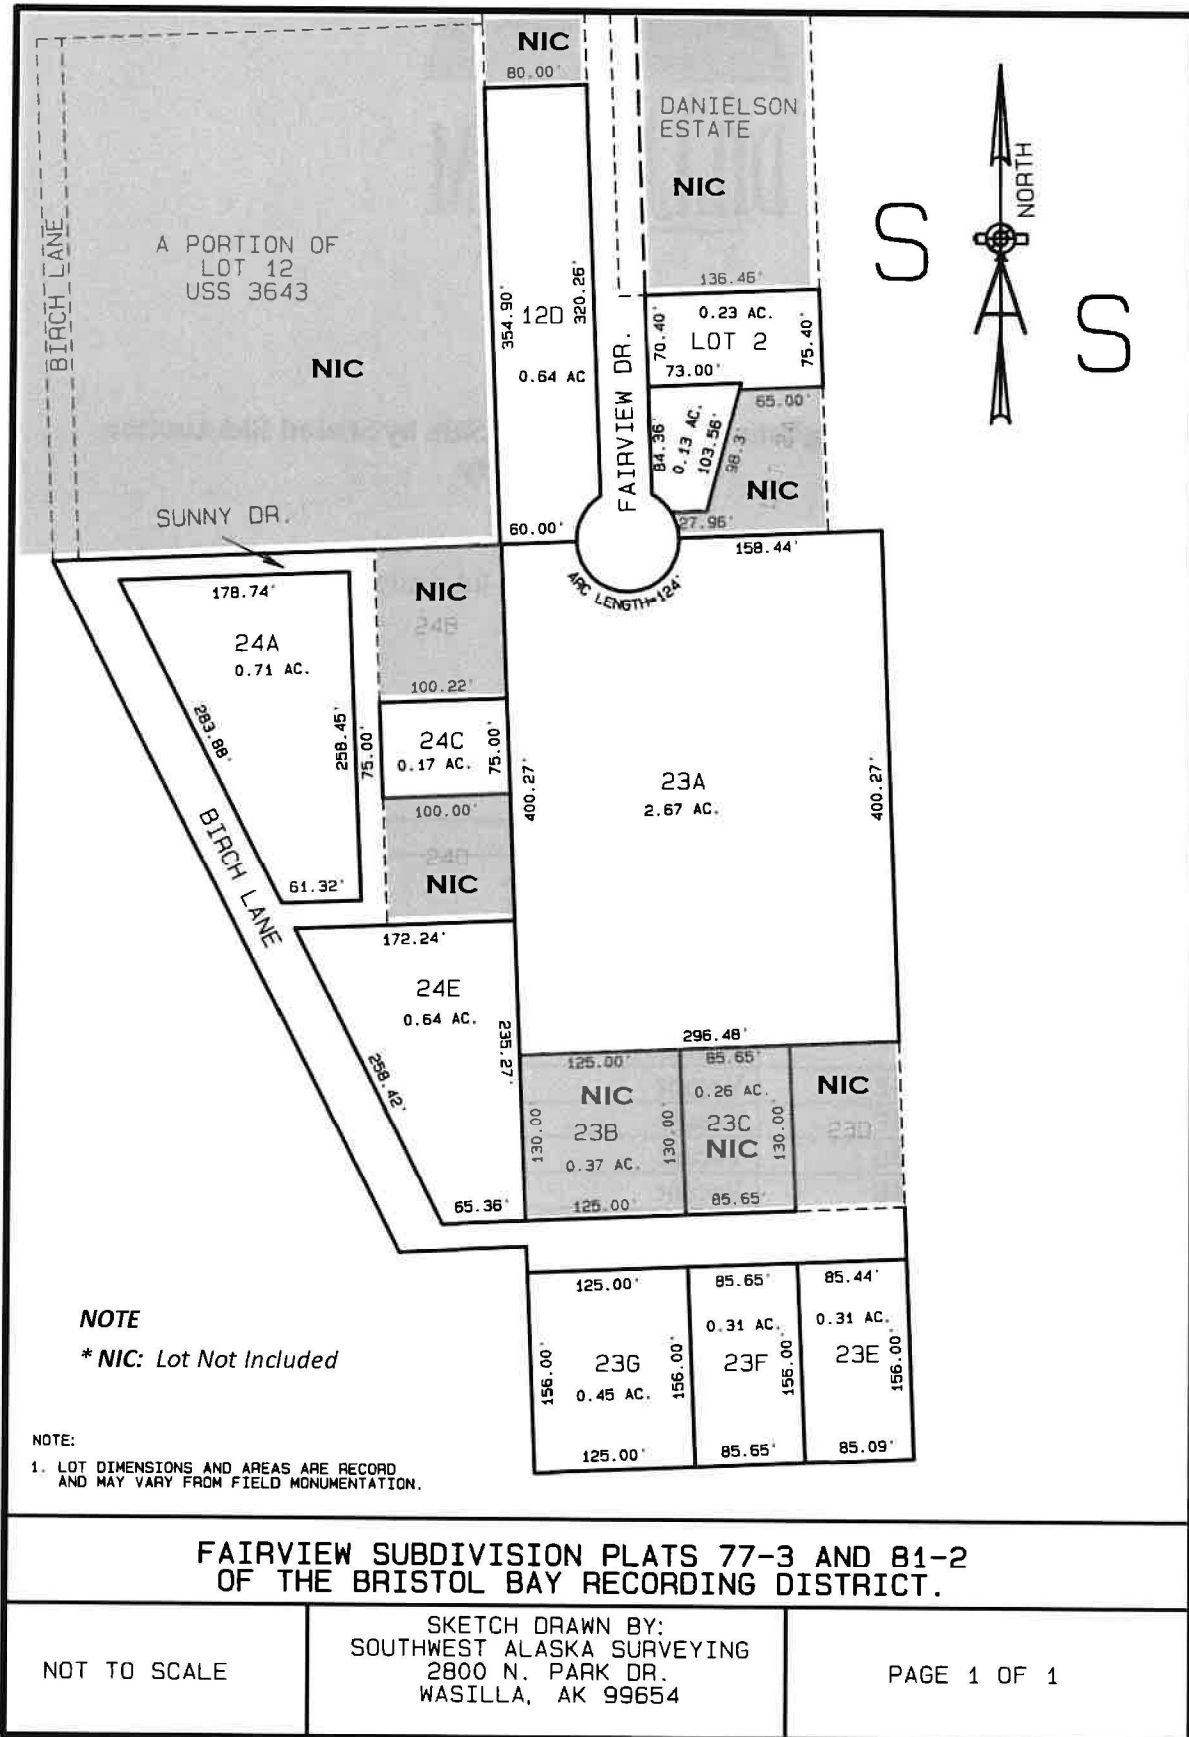 NIC
80.00'
DANIELSON
ESTATE
NIC
NORTH
S
S
BIRCH LANE
A PORTION OF
LOT 12
USS 3643
NIC
354.90'
12D
320.26'
0.64 AC
136.46'
0.23 AC.
LOT 2
70.40'
75.40'
73.00'
FAIRVIEW DR.
84.36'
0.13 AC.
103.56'
98.3
65.00'
NIC
27.96'
SUNNY DR.
60.00'
158.44'
ARC LENGTH=124'
178.74'
24A
0.71 AC.
283.88'
258.45'
61.32'
NIC
24B
100.22'
75.00'
24C
0.17 AC.
75.00'
100.00'
24D
NIC
400.27'
23A
2.67 AC.
400.27'
296.48'
BIRCH LANE
172.24'
24E
0.64 AC.
235.27'
258.42'
65.36'
125.00'
NIC
23B
0.37 AC.
130.00'
130.00'
125.00'
85.65'
0.26 AC.
23C
NIC
130.00'
85.65'
NIC
23D
125.00'
156.00'
23G
0.45 AC.
156.00'
125.00'
85.65'
0.31 AC.
23F
156.00'
85.65'
85.44'
0.31 AC.
23E
156.00'
85.09'
NOTE
* NIC: Lot Not Included
NOTE:
1. LOT DIMENSIONS AND AREAS ARE RECORD
AND MAY VARY FROM FIELD MONUMENTATION.
FAIRVIEW SUBDIVISION PLATS 77-3 AND 81-2
OF THE BRISTOL BAY RECORDING DISTRICT.
NOT TO SCALE
SKETCH DRAWN BY:
SOUTHWEST ALASKA SURVEYING
2800 N. PARK DR.
WASILLA, AK 99654
PAGE 1 OF 1